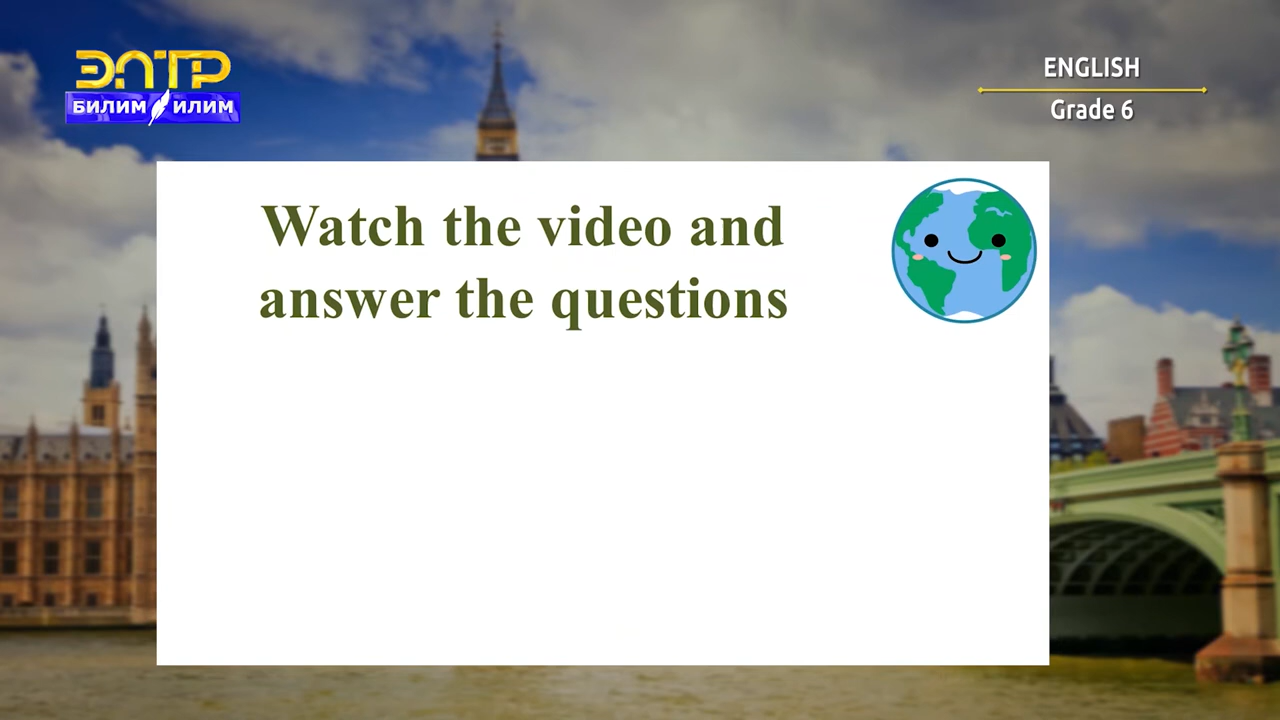 ЭЛТР
БИЛИМ ИЛИМ
ENGLISH
Grade 6
Watch the video and
answer the questions